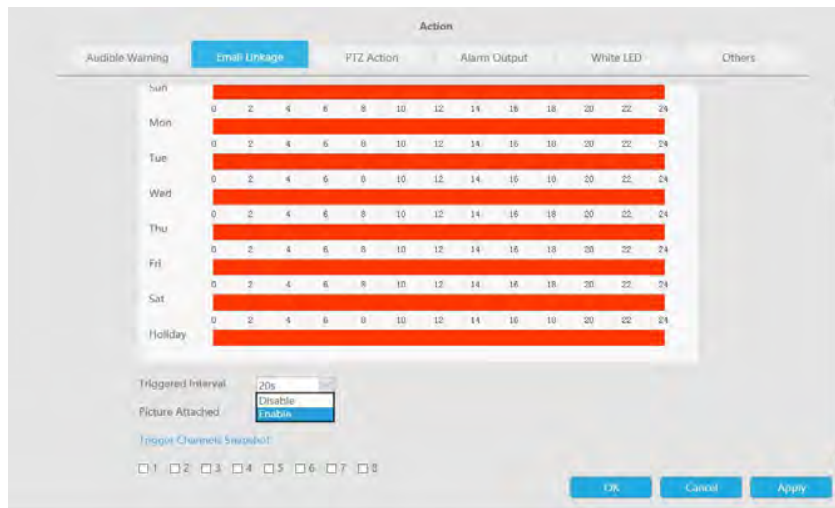 Action
Audible Warning Email Linkage PTZ Action Alarm Output White LED Others
Sun
0 2 4 6 8 10 12 14 16 18 20 22 24
Mon
0 2 4 6 8 10 12 14 16 18 20 22 24
Tue
0 2 4 6 8 10 12 14 16 18 20 22 24
Wed
0 2 4 6 8 10 12 14 16 18 20 22 24
Thu
0 2 4 6 8 10 12 14 16 18 20 22 24
Fri
0 2 4 6 8 10 12 14 16 18 20 22 24
Sat
0 2 4 6 8 10 12 14 16 18 20 22 24
Holiday
Triggered Interval 20s
Disable
Picture Attached Enable
Trigger Channels Snapshot
1 2 3 4 5 6 7 8
OK Cancel Apply